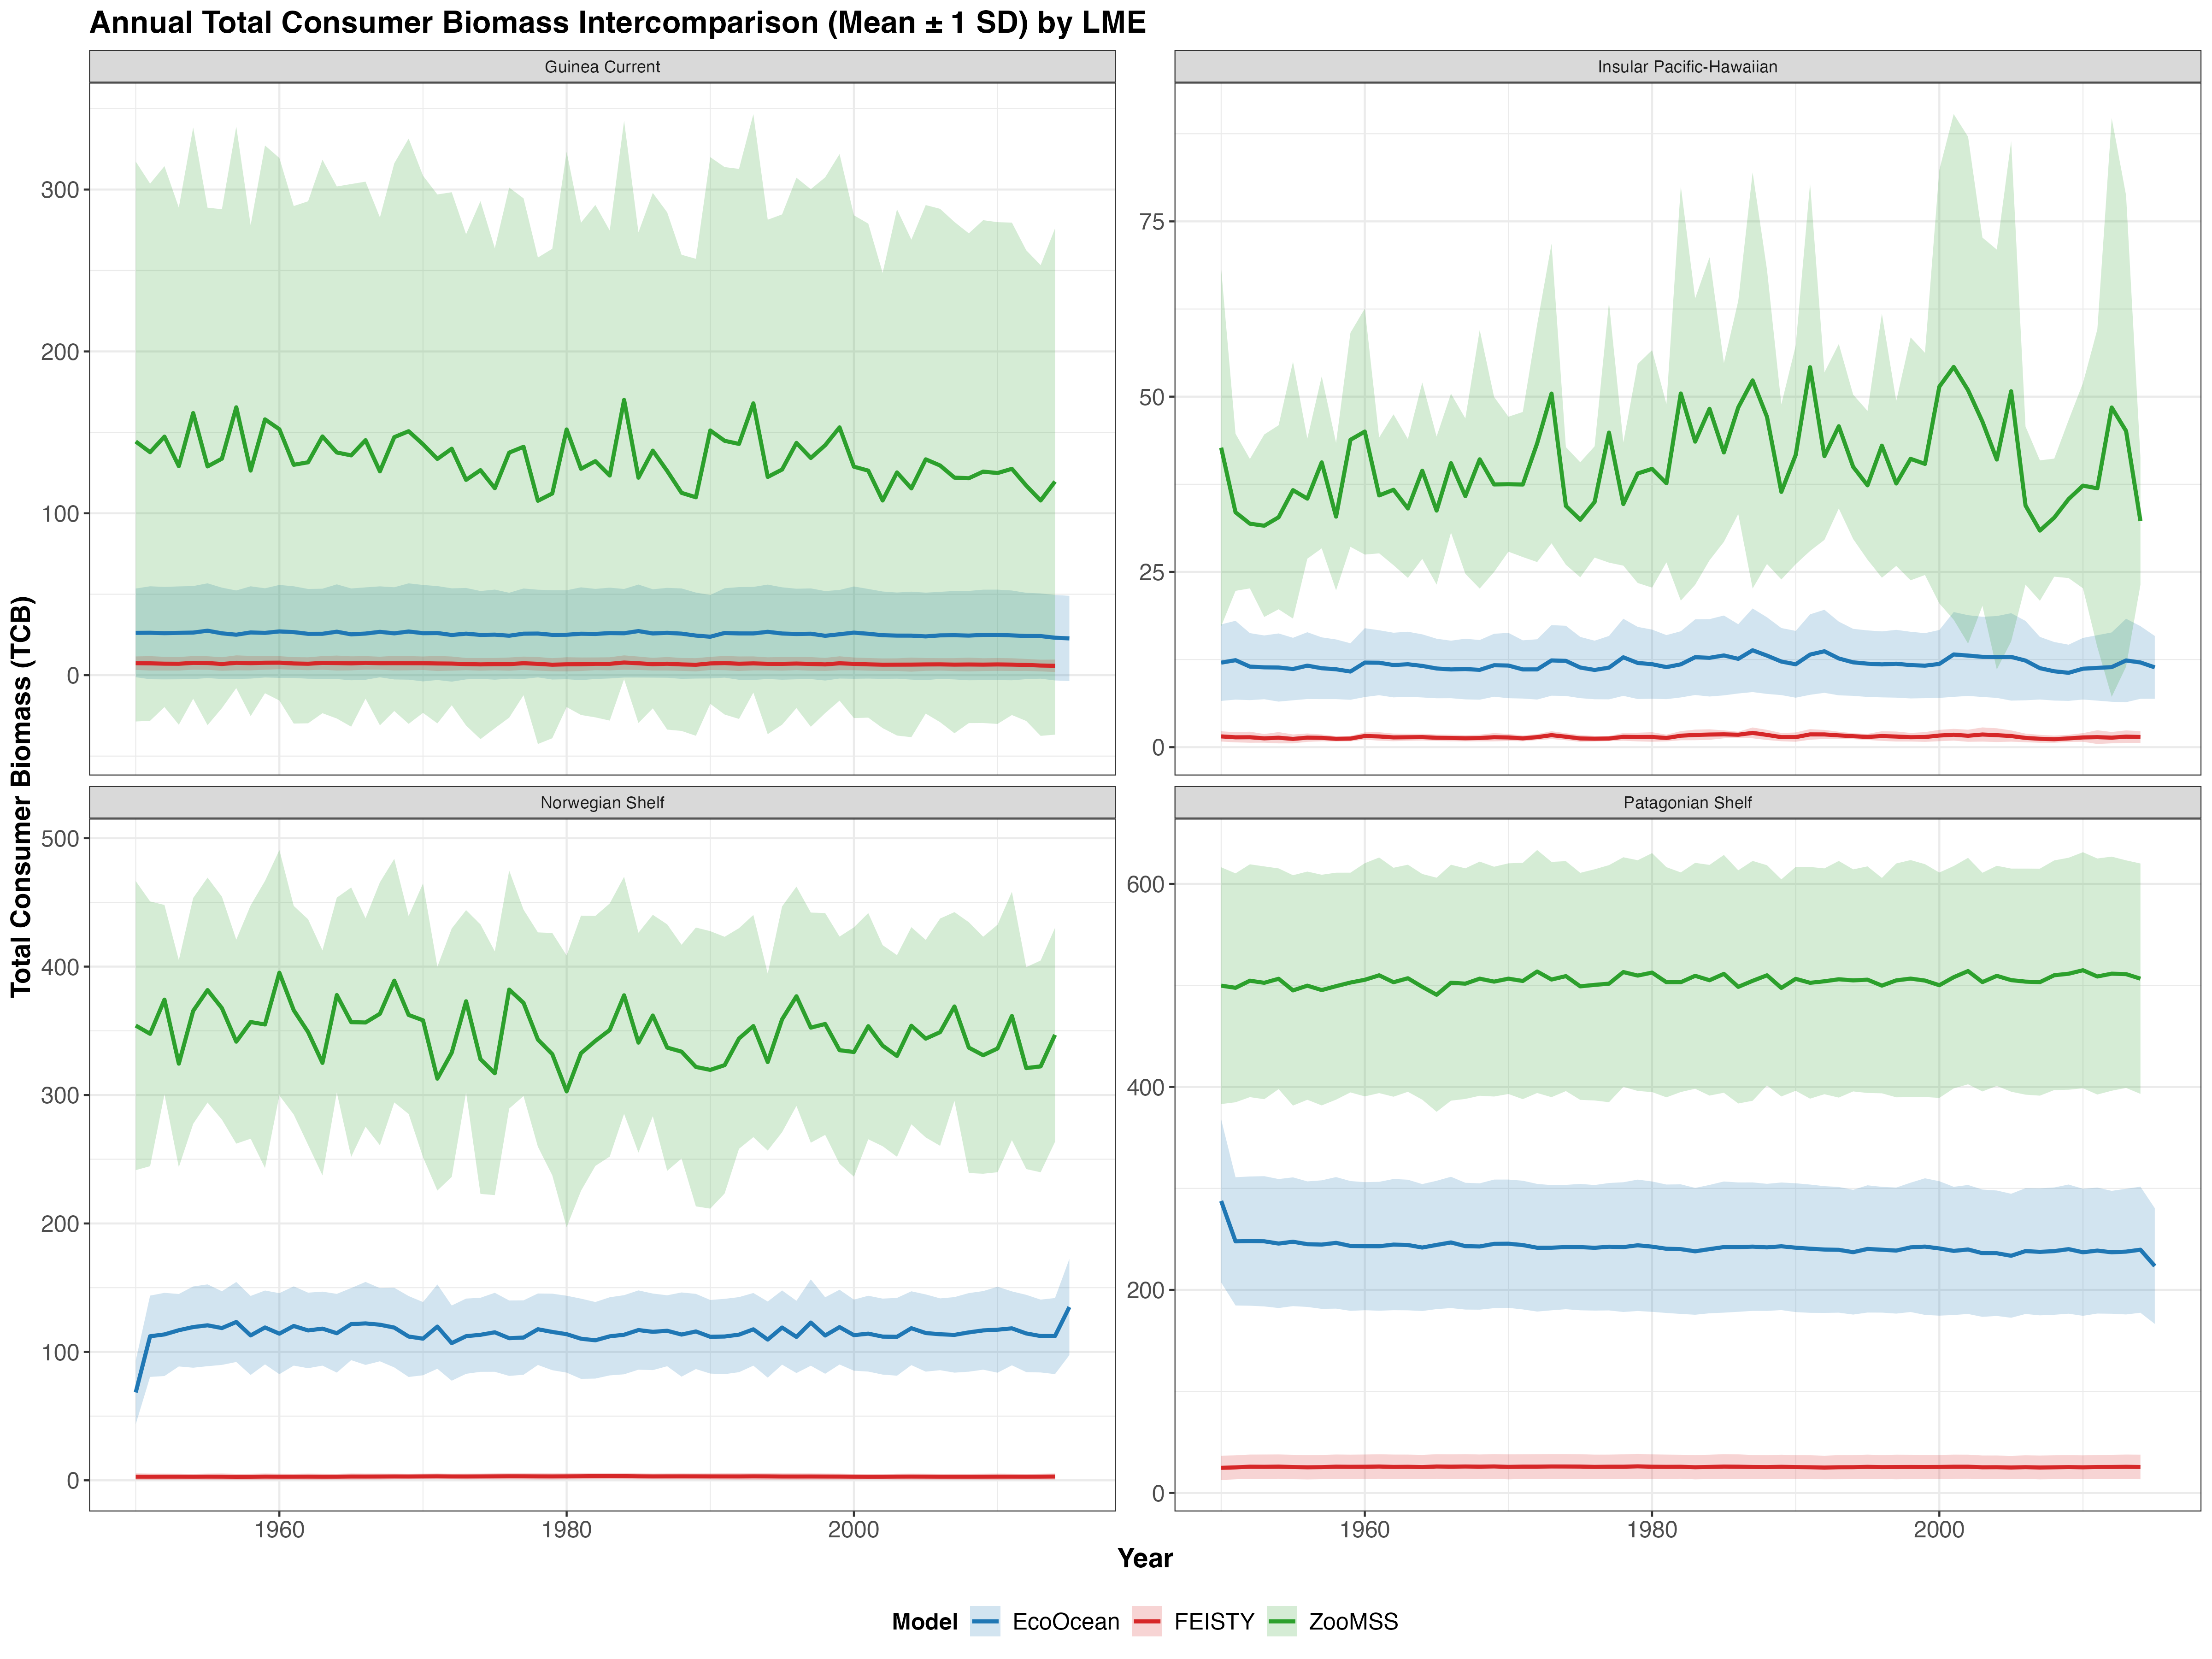 Annual Total Consumer Biomass Intercomparison (Mean ± 1 SD) by LME
Guinea Current
Insular Pacific-Hawaiian
300
200
100
0
75
50
25
0
Norwegian Shelf
Patagonian Shelf
500
400
300
200
100
0
600
400
200
0
1960 1980 2000
1960 1980 2000
Total Consumer Biomass (TCB)
Year
Model EcoOcean FEISTY ZooMSS